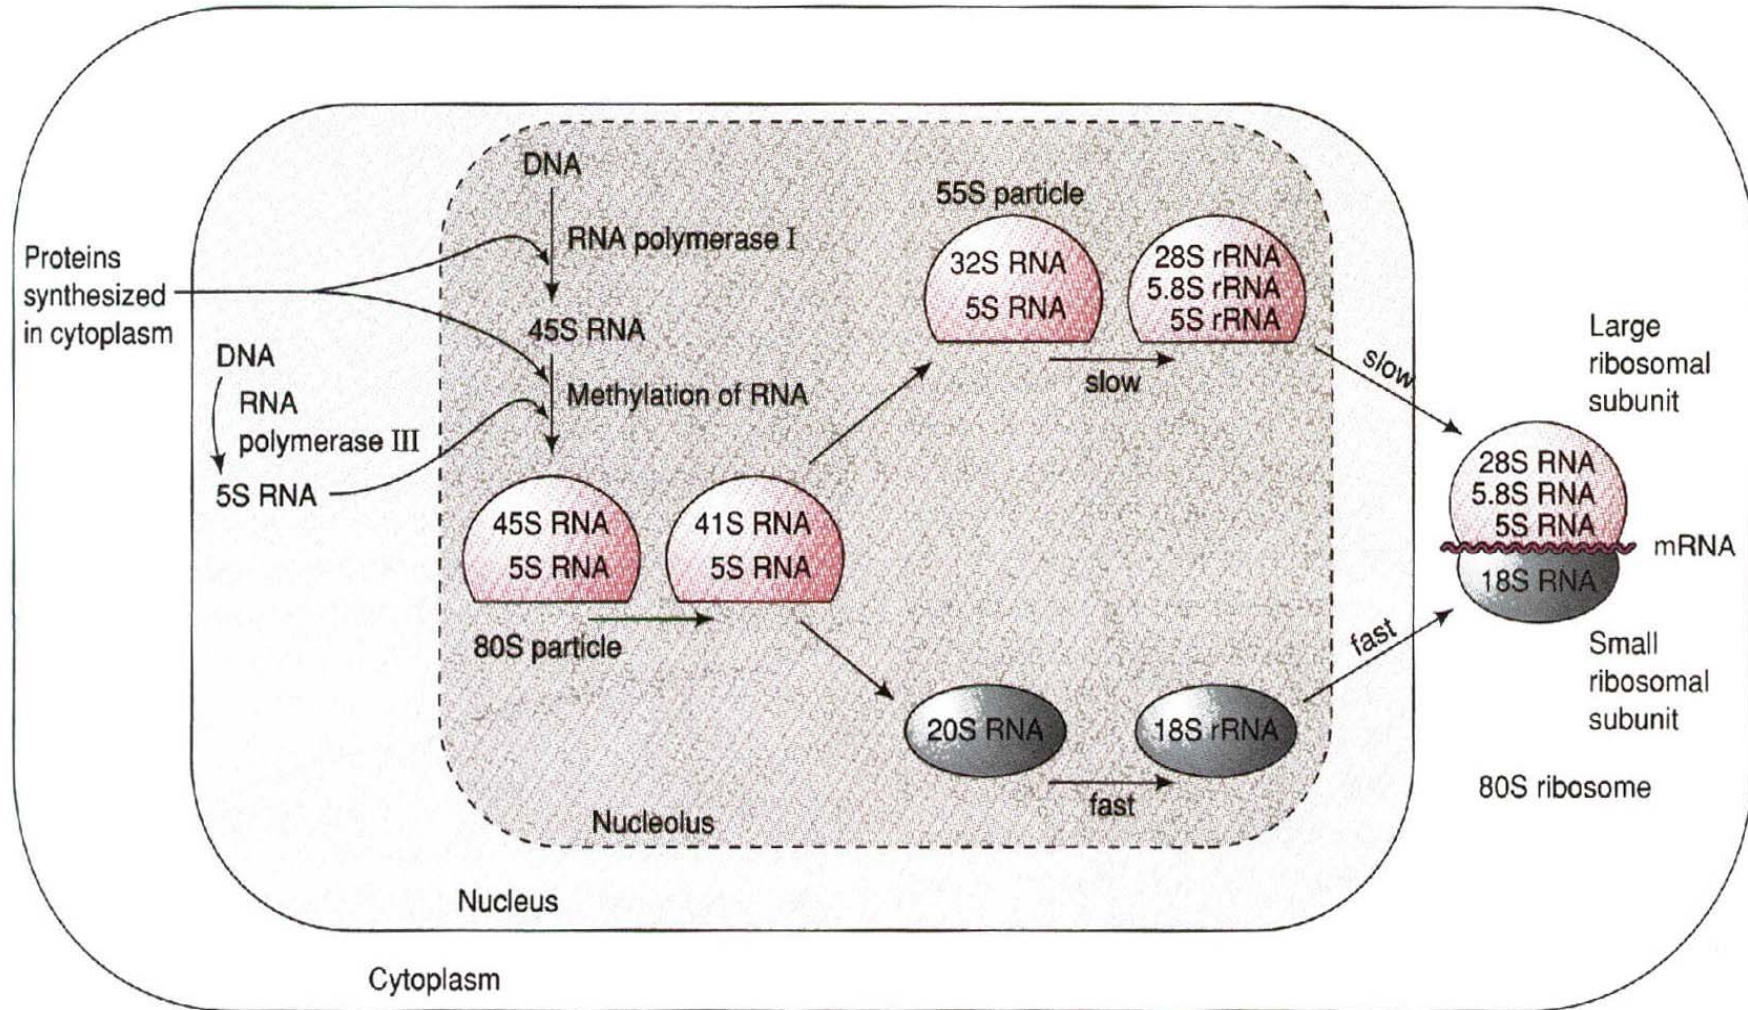 Proteins
synthesized
in cytoplasm
DNA
RNA
polymerase III
5S RNA
DNA
RNA polymerase I
45S RNA
Methylation of RNA
45S RNA
5S RNA
80S particle
41S RNA
5S RNA
55S particle
32S RNA
5S RNA
slow
28S rRNA
5.8S rRNA
5S rRNA
slow
20S RNA
fast
18S rRNA
fast
Large
ribosomal
subunit
28S RNA
5.8S RNA
5S RNA
mRNA
18S RNA
Small
ribosomal
subunit
80S ribosome
Nucleolus
Nucleus
Cytoplasm